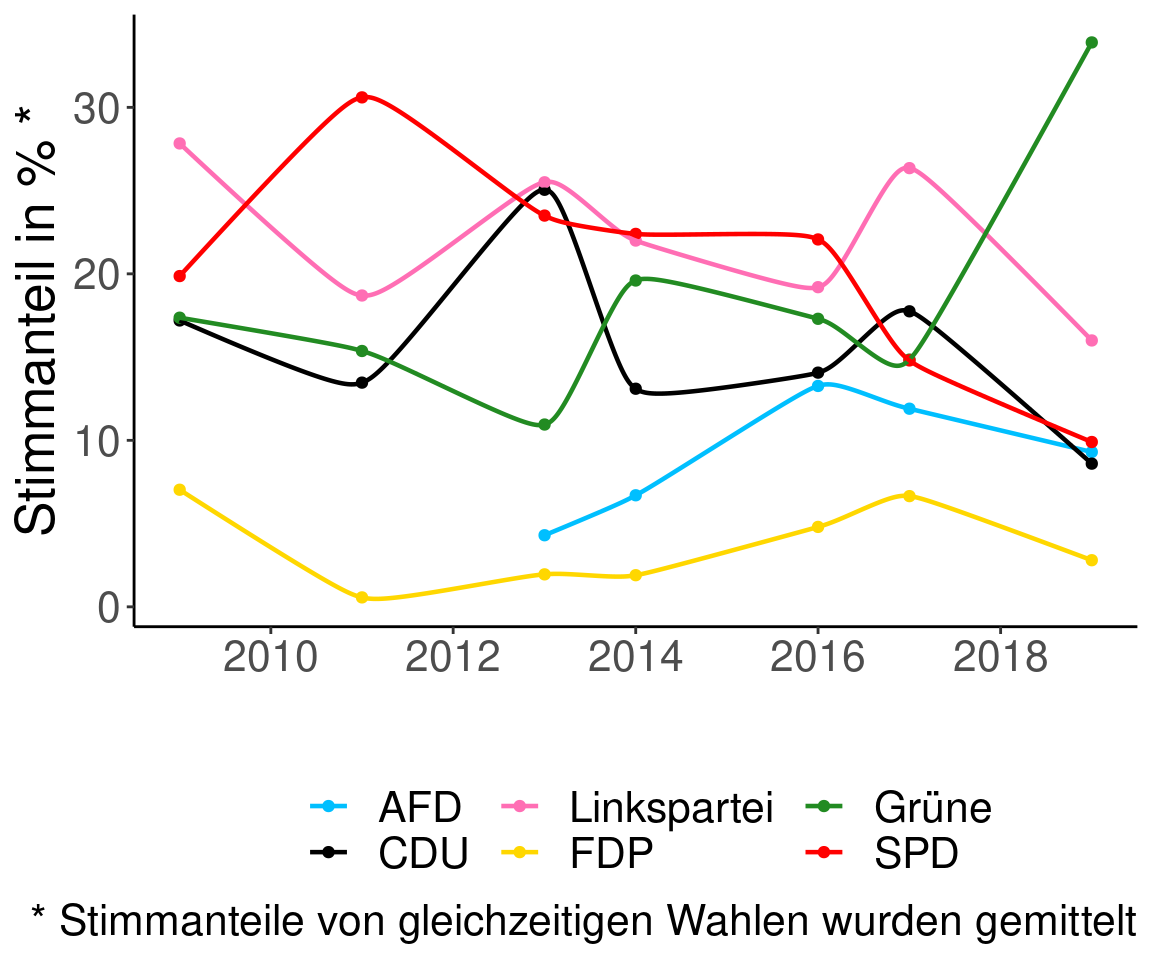 Stimmanteil in % *
30
20
10
0
2010 2012 2014 2016 2018
AFD Linkspartei Grüne
CDU FDP SPD
* Stimmanteile von gleichzeitigen Wahlen wurden gemittelt